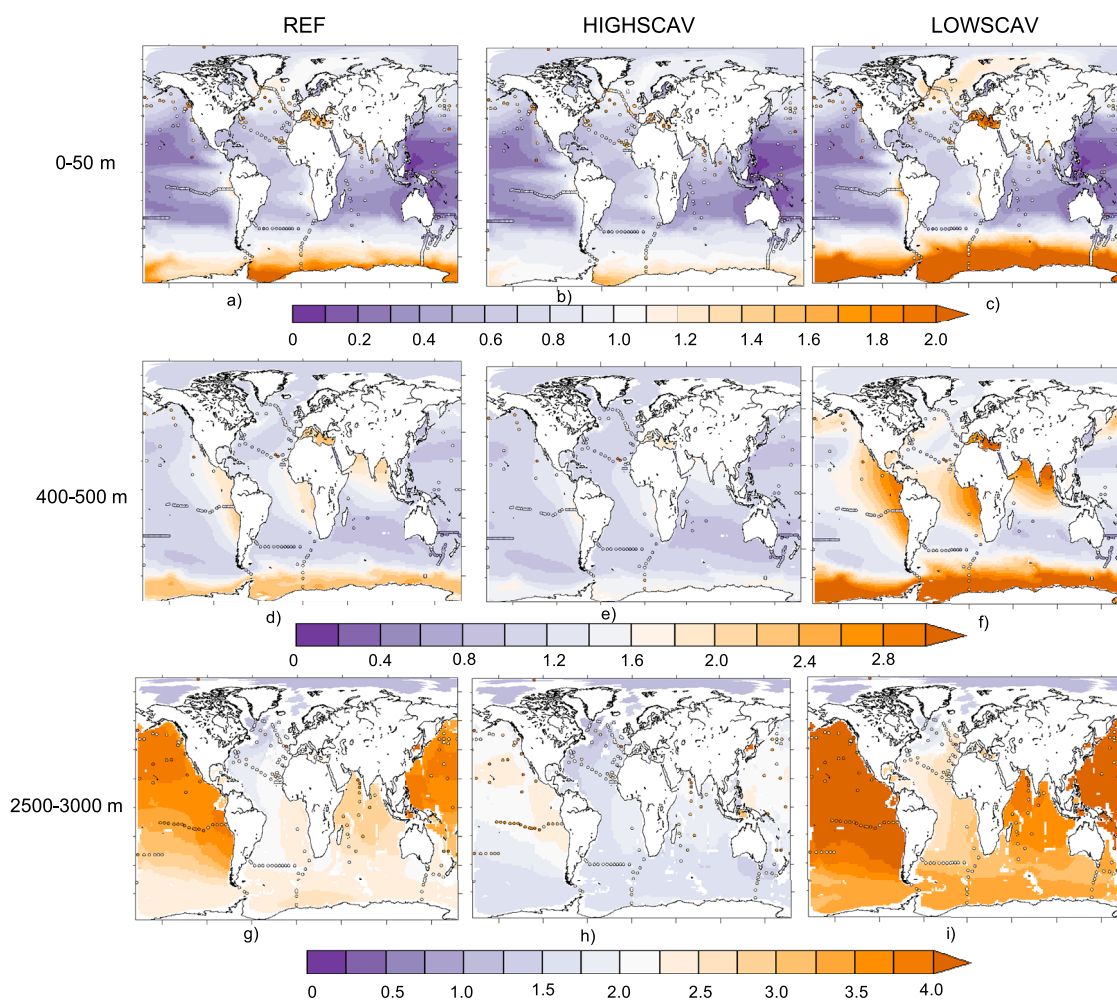 REF HIGHSCAV LOWSCAV
0-50 m
a) b) c)
0 0.2 0.4 0.6 0.8 1.0 1.2 1.4 1.6 1.8 2.0
400-500 m
d) e) f)
0 0.4 0.8 1.2 1.6 2.0 2.4 2.8
2500-3000 m
g) h) i)
0 0.5 1.0 1.5 2.0 2.5 3.0 3.5 4.0